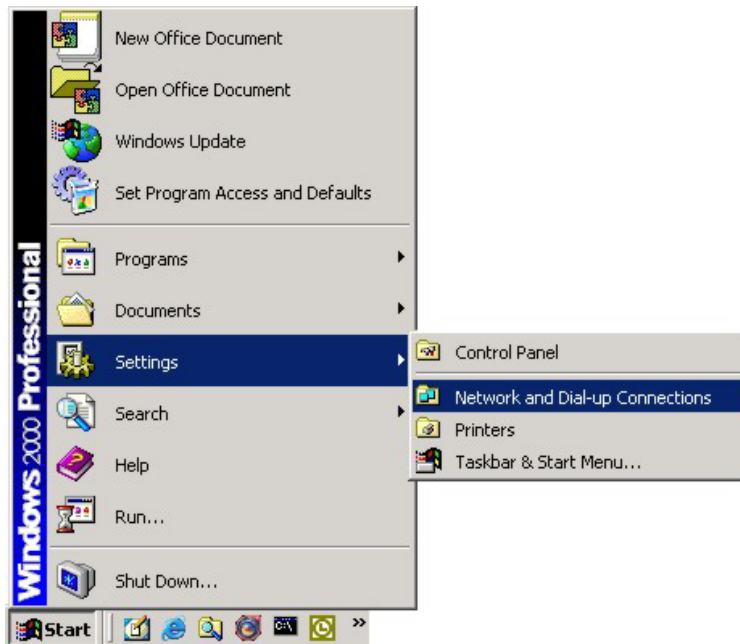 New Office Document
Open Office Document
Windows Update
Set Program Access and Defaults
Programs
Documents
Settings
Search
Help
Run...
Shut Down...
Control Panel
Network and Dial-up Connections
Printers
Taskbar & Start Menu...
Windows 2000 Professional
Start
C:\
»